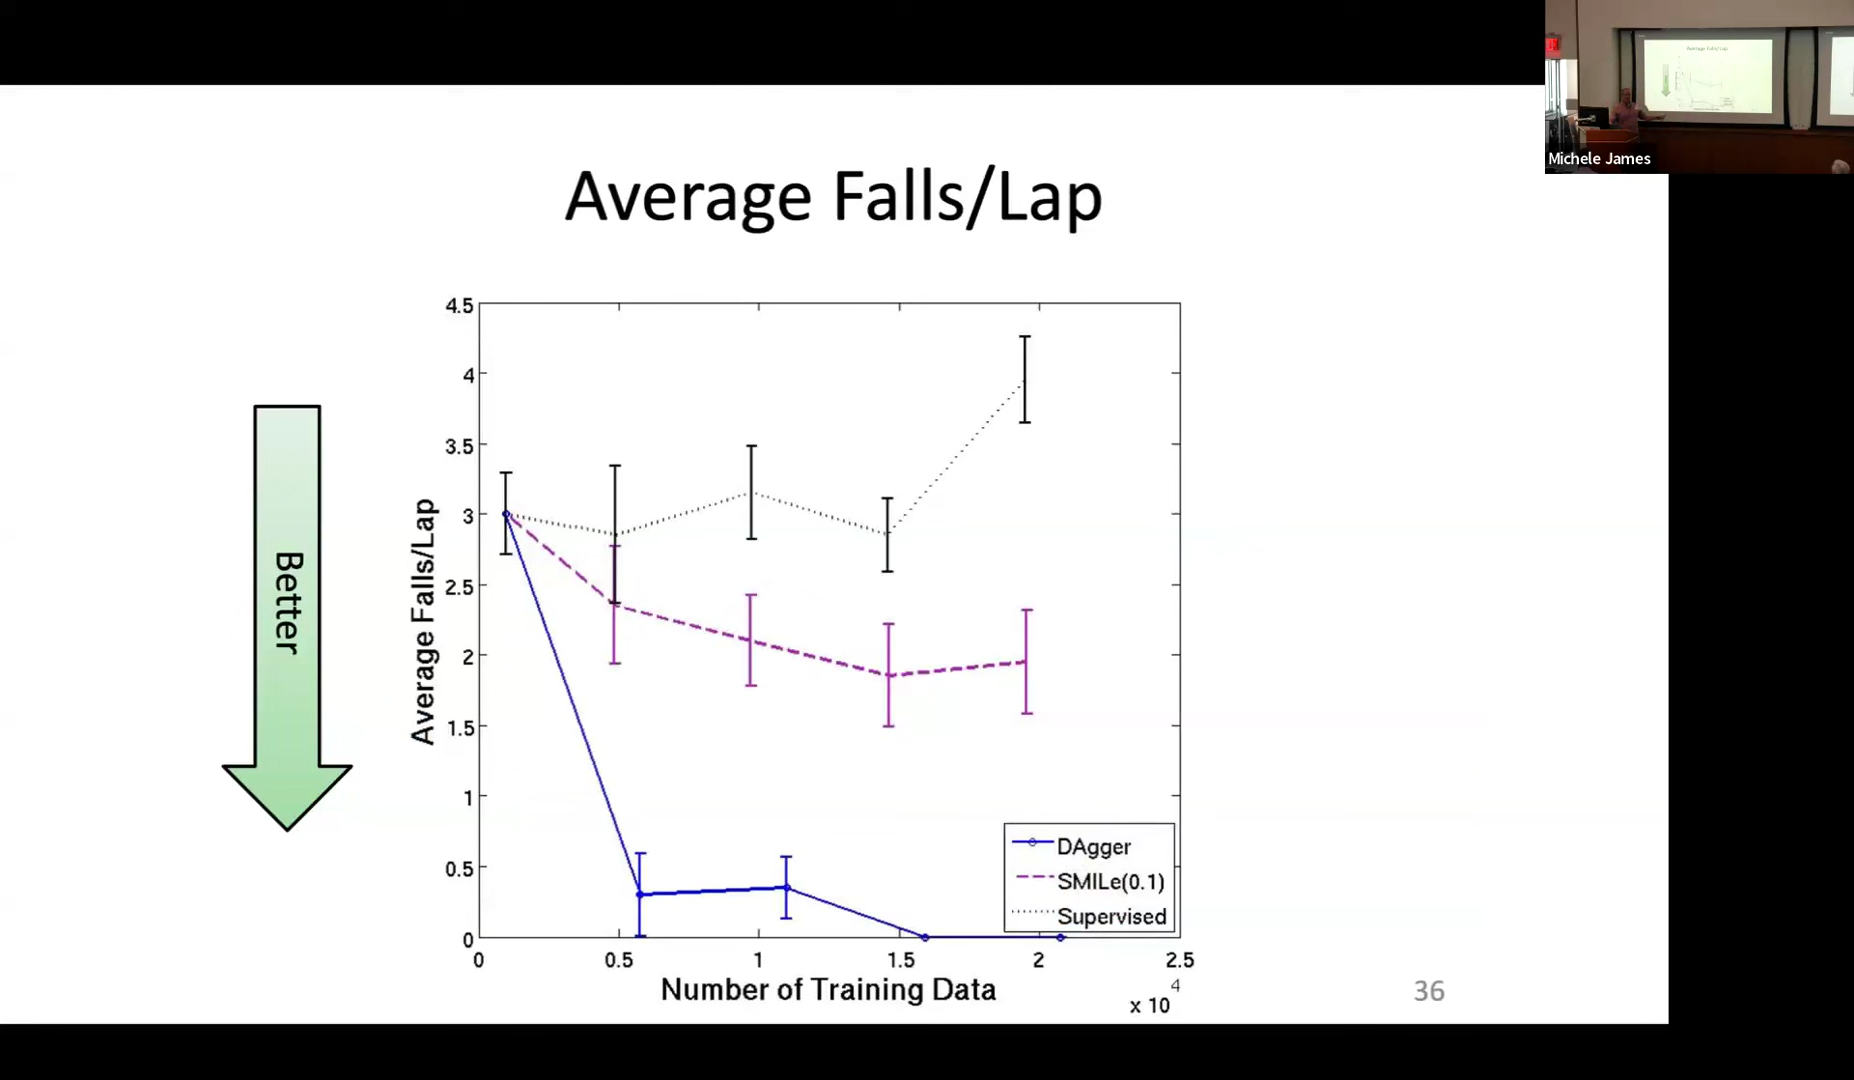 Michele James
Average Falls/Lap
Better
Average Falls/Lap
4.5
4
3.5
3
2.5
2
1.5
1
0.5
0
DAgger
SMILe(0.1)
Supervised
0 0.5 1 1.5 2 2.5
Number of Training Data
x 10 4
36